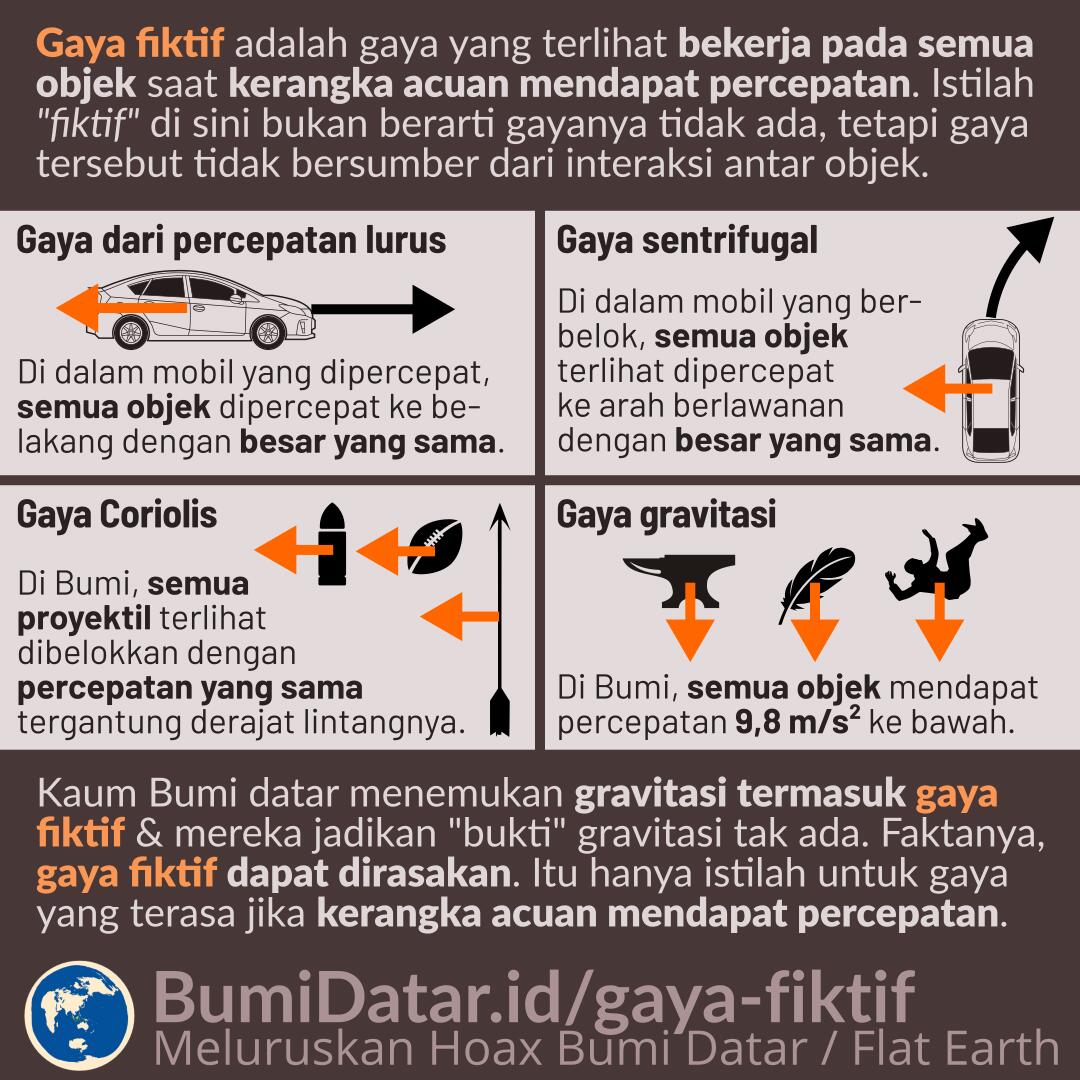 Gaya fiktif adalah gaya yang terlihat bekerja pada semua
objek saat kerangka acuan mendapat percepatan. Istilah
"fiktif" di sini bukan berarti gayanya tidak ada, tetapi gaya
tersebut tidak bersumber dari interaksi antar objek.
Gaya dari percepatan lurus
Di dalam mobil yang dipercepat,
semua objek dipercepat ke be-
lakang dengan besar yang sama.
Gaya sentrifugal
Di dalam mobil yang ber-
belok, semua objek
terlihat dipercepat
ke arah berlawanan
dengan besar yang sama.
Gaya Coriolis
Di Bumi, semua
proyektil terlihat
dibelokkan dengan
percepatan yang sama
tergantung derajat lintangnya.
Gaya gravitasi
Di Bumi, semua objek mendapat
percepatan 9,8 m/s² ke bawah.
Kaum Bumi datar menemukan gravitasi termasuk gaya
fiktif & mereka jadikan "bukti" gravitasi tak ada. Faktanya,
gaya fiktif dapat dirasakan. Itu hanya istilah untuk gaya
yang terasa jika kerangka acuan mendapat percepatan.
BumiDatar.id/gaya-fiktif
Meluruskan Hoax Bumi Datar / Flat Earth